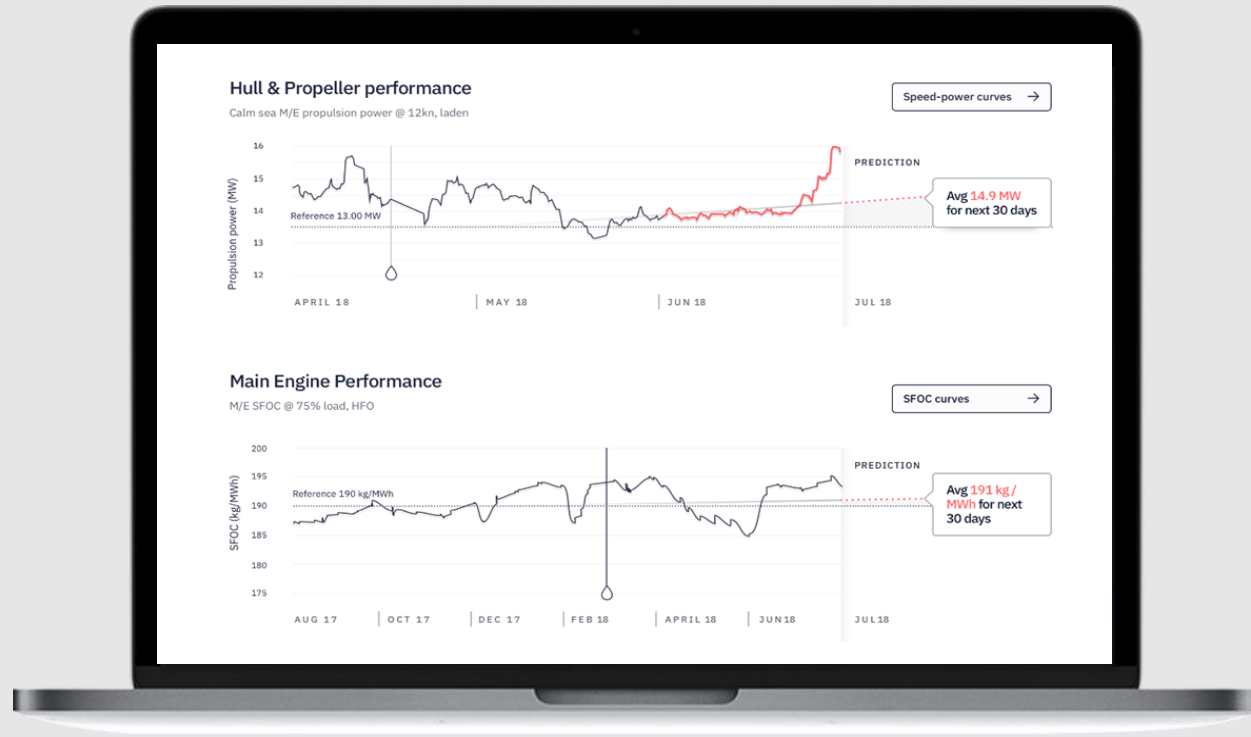 Hull & Propeller performance
Calm sea M/E propulsion power @ 12kn, laden
Speed-power curves
Propulsion power (MW)
16
15
14
13
12
Reference 13.00 MW
PREDICTION
Avg 14.9 MW
for next 30 days
APRIL 18
MAY 18
JUN 18
JUL 18
Main Engine Performance
M/E SFOC @ 75% load, HFO
SFOC curves
SFOC (kg/MWh)
200
195
190
185
180
175
Reference 190 kg/MWh
PREDICTION
Avg 191 kg /
MWh for next
30 days
AUG 17
OCT 17
DEC 17
FEB 18
APRIL 18
JUN18
JUL18